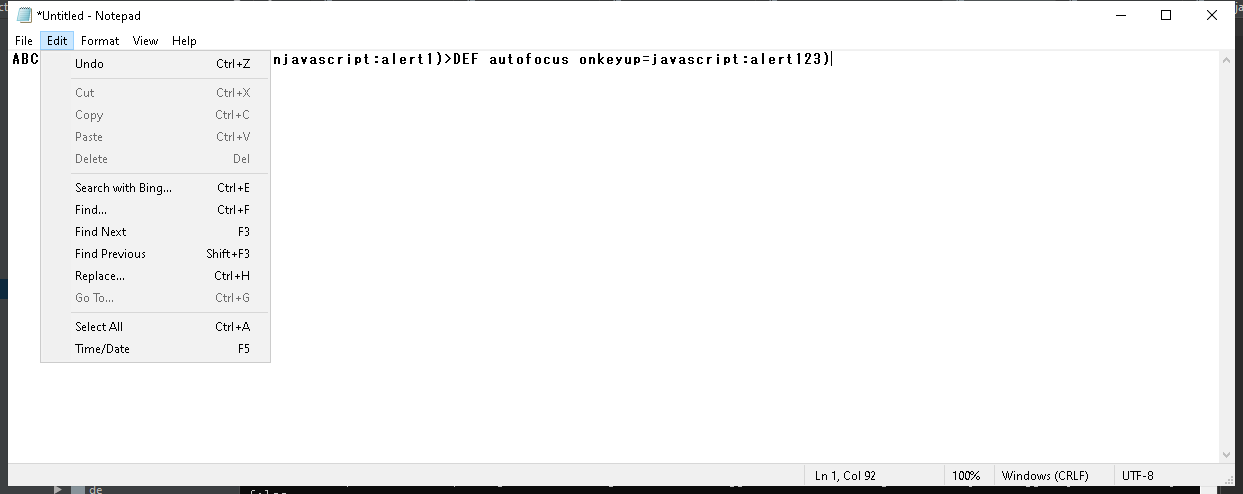 *Untitled - Notepad
File Edit Format View Help
ABC njavascript:alert1)>DEF autofocus onkeyup=javascript:alert123)
Undo Ctrl+Z
Cut Ctrl+X
Copy Ctrl+C
Paste Ctrl+V
Delete Del
Search with Bing... Ctrl+E
Find... Ctrl+F
Find Next F3
Find Previous Shift+F3
Replace... Ctrl+H
Go To... Ctrl+G
Select All Ctrl+A
Time/Date F5
Ln 1, Col 92 100% Windows (CRLF) UTF-8
de